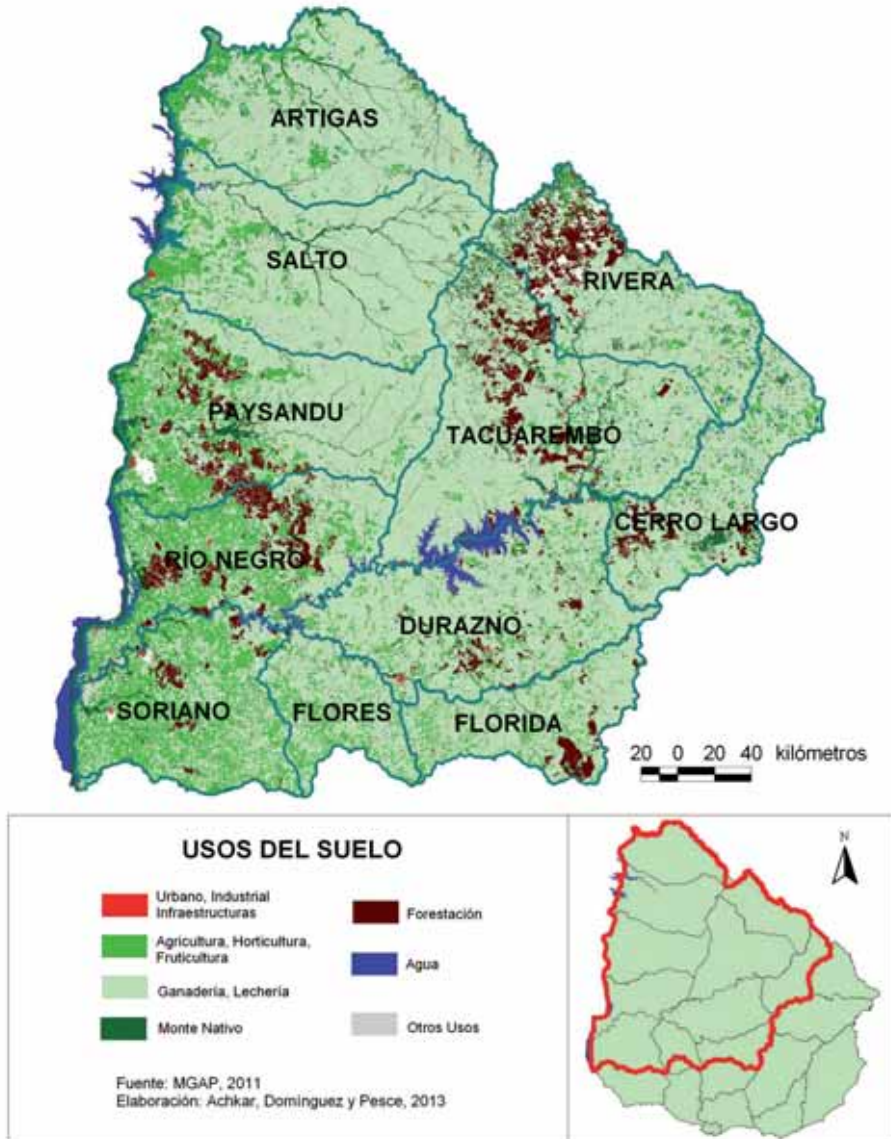 ARTIGAS
SALTO
RIVERA
PAYSANDU
TACUAREMBÓ
CERRO LARGO
RÍO NEGRO
DURAZNO
SORIANO
FLORES
FLORIDA
20 0 20 40 kilómetros
USOS DEL SUELO
Urbano, Industrial
Infraestructuras
Agricultura, Horticultura,
Fruticultura
Ganadería, Lechería
Monte Nativo
Forestación
Agua
Otros Usos
Fuente: MGAP, 2011
Elaboración: Achkar, Domínguez y Pesce, 2013
N